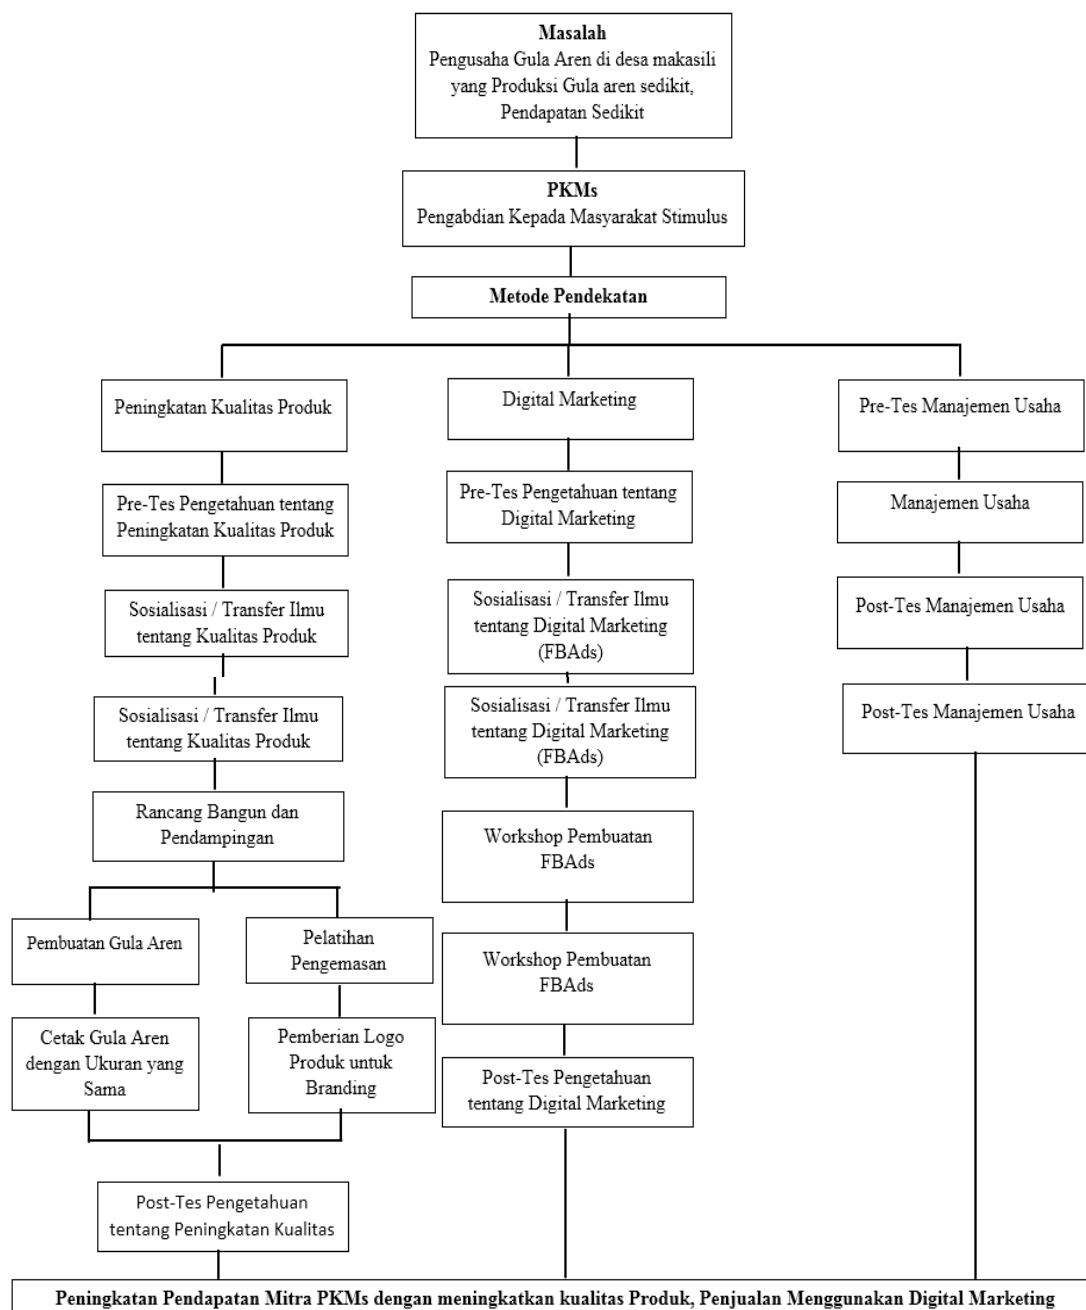 Masalah
Pengusaha Gula Aren di desa makasili
yang Produksi Gula aren sedikit,
Pendapatan Sedikit
PKMs
Pengabdian Kepada Masyarakat Stimulus
Metode Pendekatan
Peningkatan Kualitas Produk
Pre-Tes Pengetahuan tentang
Peningkatan Kualitas Produk
Sosialisasi / Transfer Ilmu
tentang Kualitas Produk
Sosialisasi / Transfer Ilmu
tentang Kualitas Produk
Rancang Bangun dan
Pendampingan
Pembuatan Gula Aren
Cetak Gula Aren
dengan Ukuran yang
Sama
Pelatihan
Pengemasan
Pemberian Logo
Produk untuk
Branding
Post-Tes Pengetahuan
tentang Peningkatan Kualitas
Digital Marketing
Pre-Tes Pengetahuan tentang
Digital Marketing
Sosialisasi / Transfer Ilmu
tentang Digital Marketing
(FBAds)
Sosialisasi / Transfer Ilmu
tentang Digital Marketing
(FBAds)
Workshop Pembuatan
FBAds
Workshop Pembuatan
FBAds
Post-Tes Pengetahuan
tentang Digital Marketing
Pre-Tes Manajemen Usaha
Manajemen Usaha
Post-Tes Manajemen Usaha
Post-Tes Manajemen Usaha
Peningkatan Pendapatan Mitra PKMs dengan meningkatkan kualitas Produk, Penjualan Menggunakan Digital Marketing